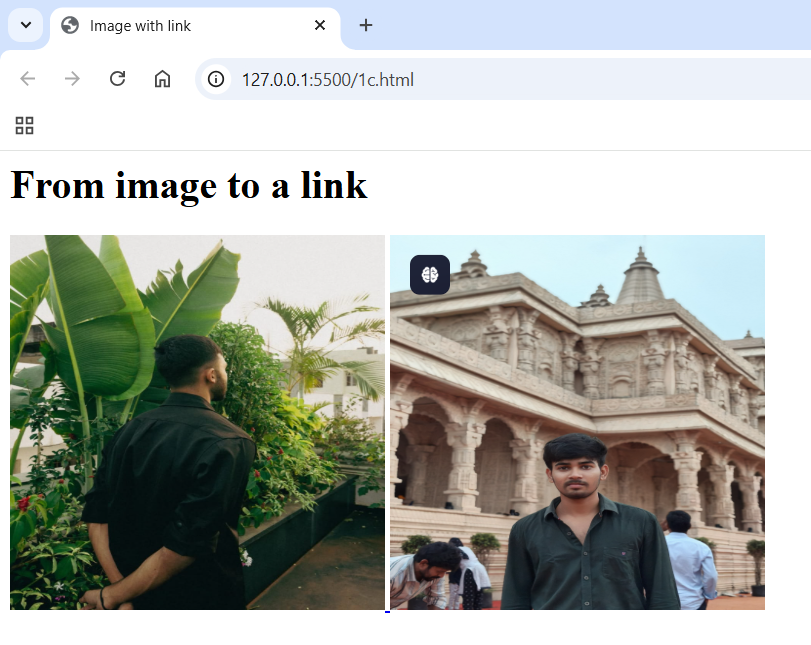 Image with link
127.0.0.1:5500/1c.html
From image to a link